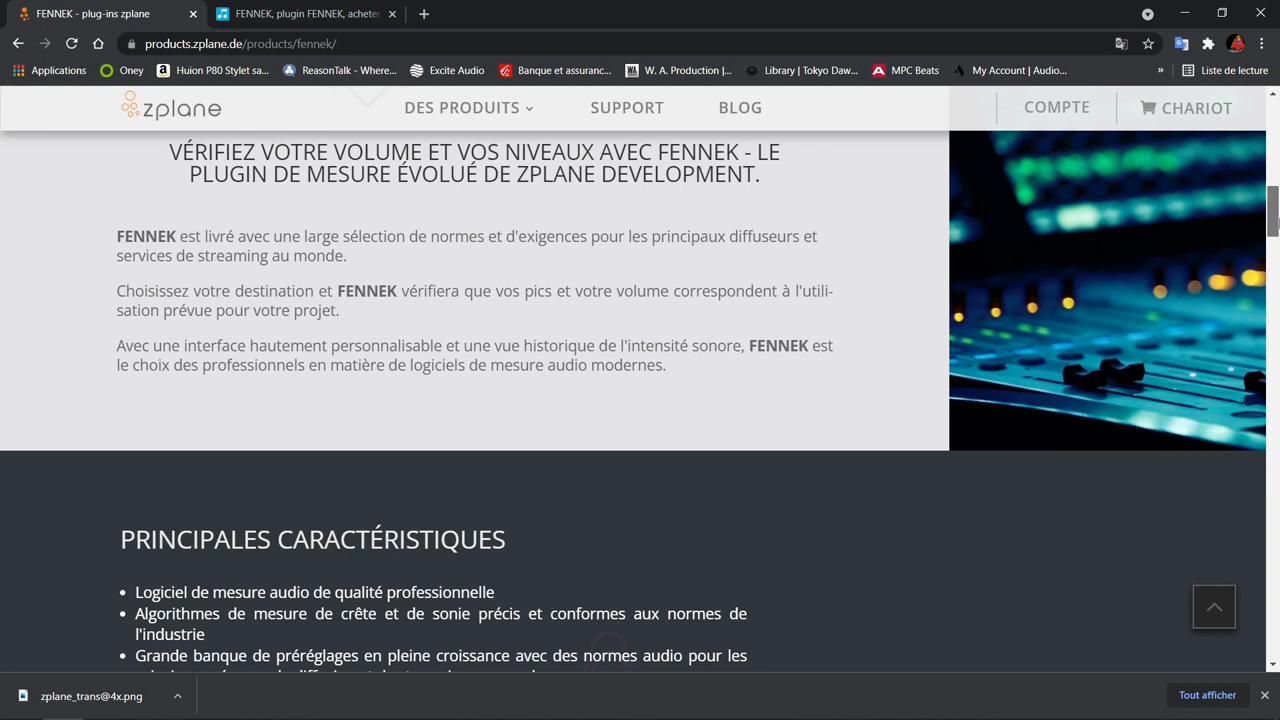 FENNEK - plug-ins zplane
FENNEK, plugin FENNEK, acheter
products.zplane.de/products/fennek/
Applications
Oney
Huion P80 Stylet sa...
ReasonTalk - Where...
Excite Audio
Banque et assuranc...
W. A. Production |...
Library | Tokyo Daw...
MPC Beats
My Account | Audio...
»
Liste de lecture
zplane
DES PRODUITS
SUPPORT
BLOG
COMPTE
CHARIOT
VÉRIFIEZ VOTRE VOLUME ET VOS NIVEAUX AVEC FENNEK - LE
PLUGIN DE MESURE ÉVOLUÉ DE ZPLANE DEVELOPMENT.
FENNEK est livré avec une large sélection de normes et d'exigences pour les principaux diffuseurs et
services de streaming au monde.
Choisissez votre destination et FENNEK vérifiera que vos pics et votre volume correspondent à l'utili-
sation prévue pour votre projet.
Avec une interface hautement personnalisable et une vue historique de l'intensité sonore, FENNEK est
le choix des professionnels en matière de logiciels de mesure audio modernes.
PRINCIPALES CARACTÉRISTIQUES
• Logiciel de mesure audio de qualité professionnelle
• Algorithmes de mesure de crête et de sonie précis et conformes aux normes de
l'industrie
• Grande banque de préréglages en pleine croissance avec des normes audio pour les
zplane_trans@4x.png
Tout afficher